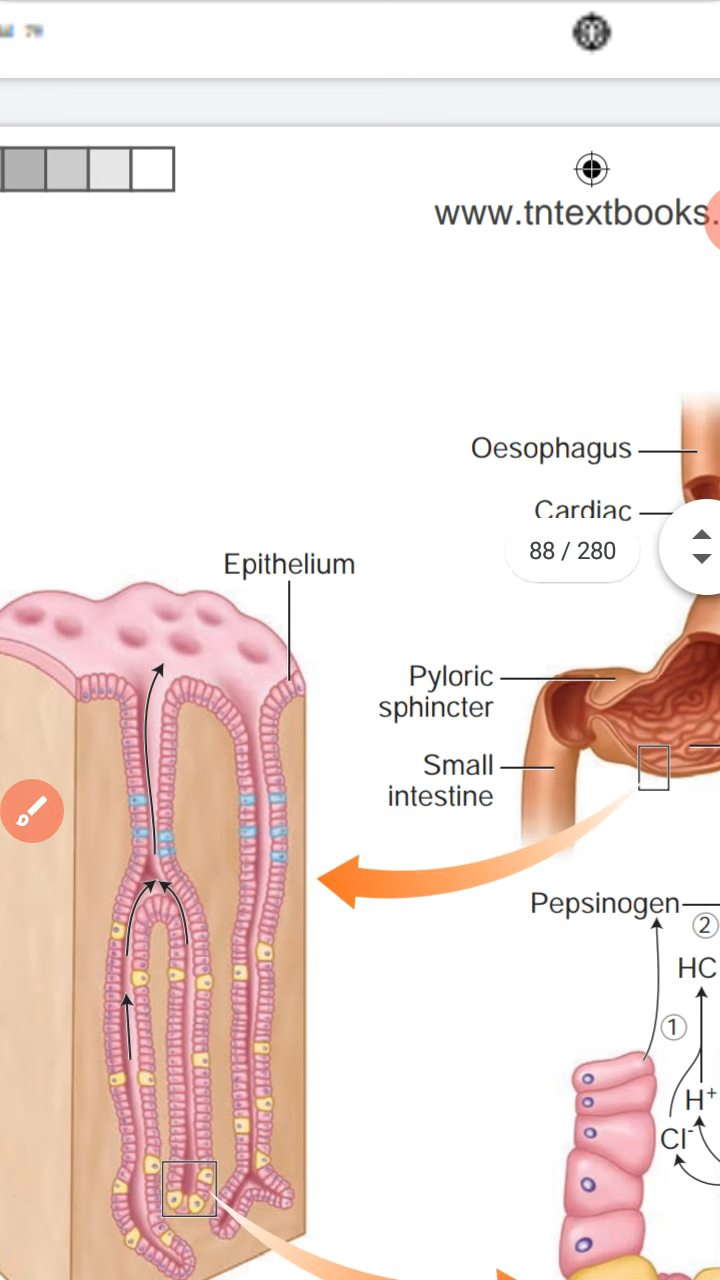 www.tntextbooks.
Oesophagus
Cardiac
88 / 280
Epithelium
Pyloric
sphincter
Small
intestine
Pepsinogen
2
HC
1
H+
Cl-